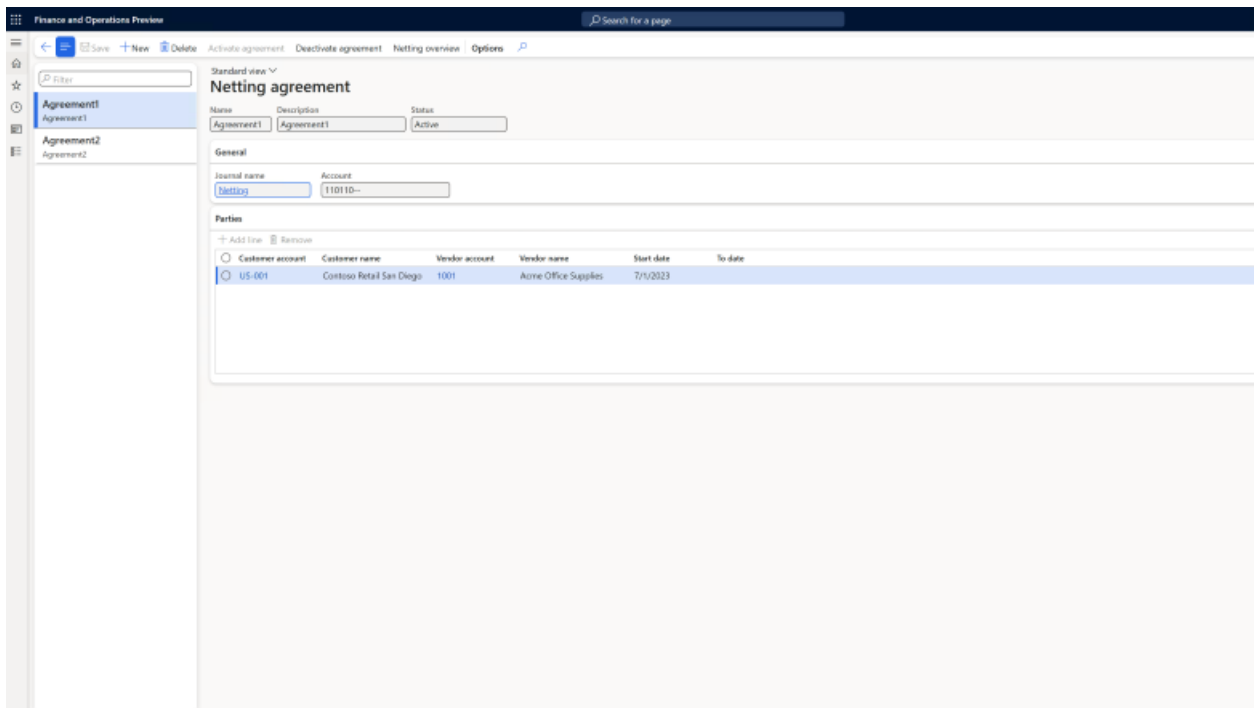 Finance and Operations Preview
Search for a page
Save New Delete Activate agreement Deactivate agreement Netting overview Options
Filter
Agreement1
Agreement1
Agreement2
Agreement2
Standard view
Netting agreement
Name Description Status
Agreement1 Agreement1 Active
General
Journal name Account
Netting 110110--
Parties
Add line Remove
Customer account Customer name Vendor account Vendor name Start date To date
US-001 Contoso Retail San Diego 1001 Acme Office Supplies 7/1/2023